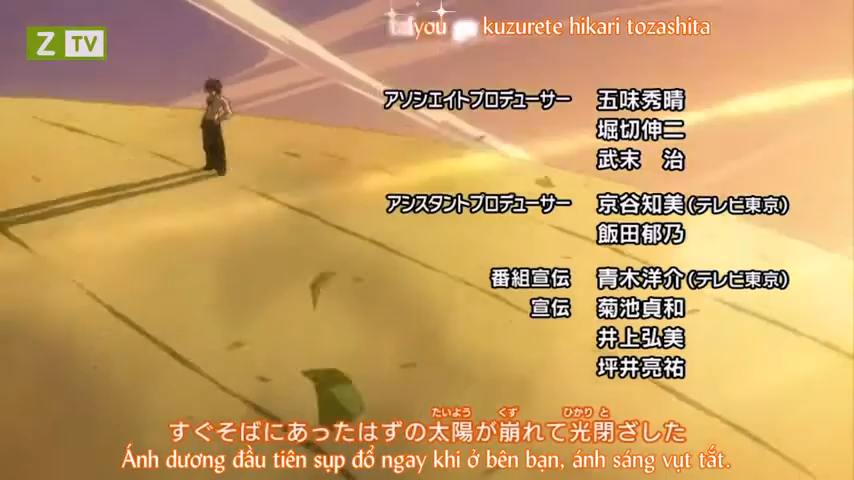 Z TV
taiyou ga kuzurete hikari tozashita
アソシエイトプロデューサー 五味秀晴
堀切伸二
武末 治
アシスタントプロデューサー 京谷知美(テレビ東京)
飯田郁乃
番組宣伝 青木洋介(テレビ東京)
宣伝 菊池貞和
井上弘美
坪井亮祐
たいよう くず ひかり と
すぐそばにあったはずの太陽が崩れて光閉ざした
Ánh dương đầu tiên sụp đổ ngay khi ở bên bạn, ánh sáng vụt tắt.